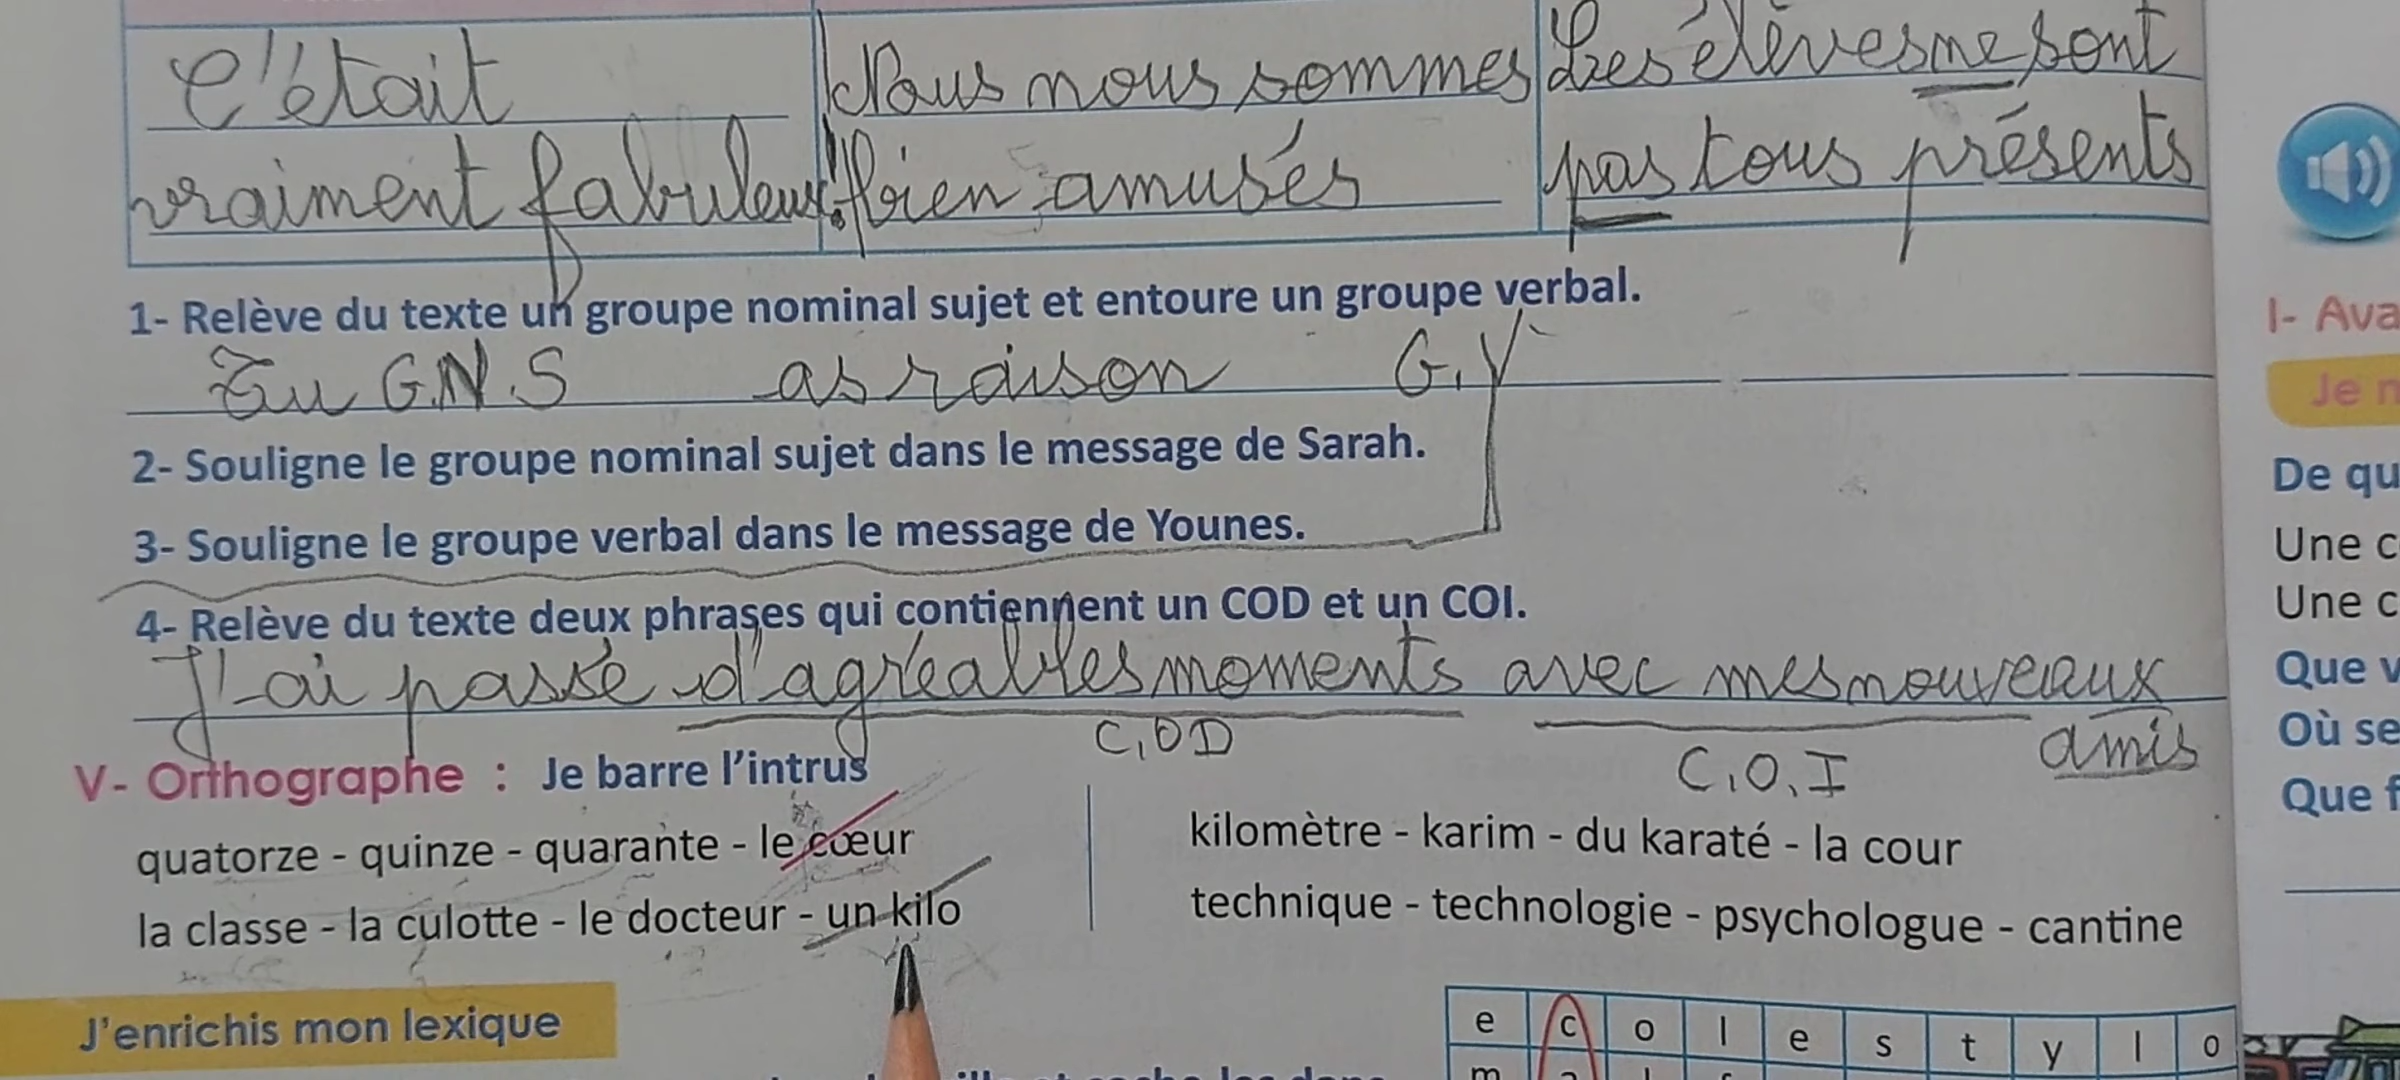 C'était
vraiment fabuleux!
Nous nous sommes
bien amusés
Les élèves ne sont
pas tous présents
1- Relève du texte un groupe nominal sujet et entoure un groupe verbal.
Tu G.N.S as raison G.V
2- Souligne le groupe nominal sujet dans le message de Sarah.
3- Souligne le groupe verbal dans le message de Younes.
4- Relève du texte deux phrases qui contiennent un COD et un COI.
J'ai passé d'agréables moments avec mes nouveaux
amis
C.O.D
C.O.I
V- Orthographe : Je barre l'intrus
quatorze - quinze - quarante - le cœur
la classe - la culotte - le docteur - un kilo
kilomètre - karim - du karaté - la cour
technique - technologie - psychologue - cantine
J'enrichis mon lexique
e c o l e s t y l o
I- Ava
Je n
De qu
Une c
Une c
Que v
Où se
Que f